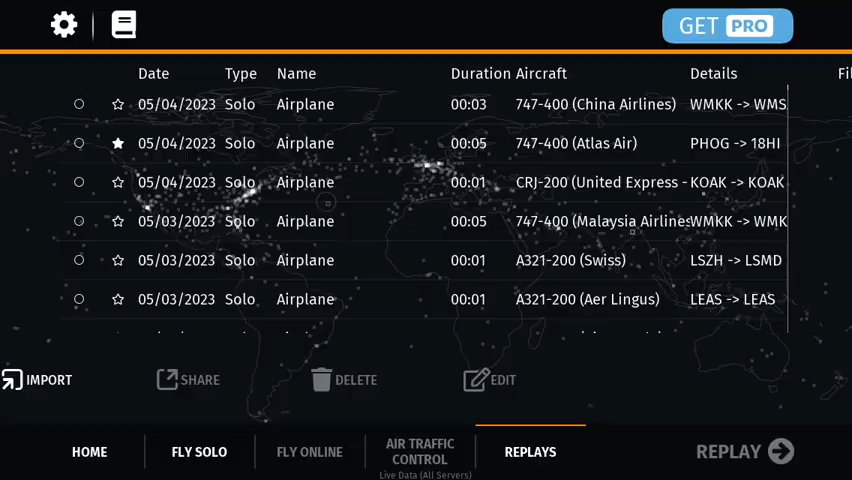 GET PRO
Date Type Name Duration Aircraft Details Fil
05/04/2023 Solo Airplane 00:03 747-400 (China Airlines) WMKK -> WMS
05/04/2023 Solo Airplane 00:05 747-400 (Atlas Air) PHOG -> 18HI
05/04/2023 Solo Airplane 00:01 CRJ-200 (United Express - KOAK -> KOAK
05/03/2023 Solo Airplane 00:05 747-400 (Malaysia Airlines WMKK -> WMK
05/03/2023 Solo Airplane 00:01 A321-200 (Swiss) LSZH -> LSMD
05/03/2023 Solo Airplane 00:01 A321-200 (Aer Lingus) LEAS -> LEAS
IMPORT SHARE DELETE EDIT
HOME FLY SOLO FLY ONLINE AIR TRAFFIC CONTROL REPLAYS REPLAY
Live Data (All Servers)